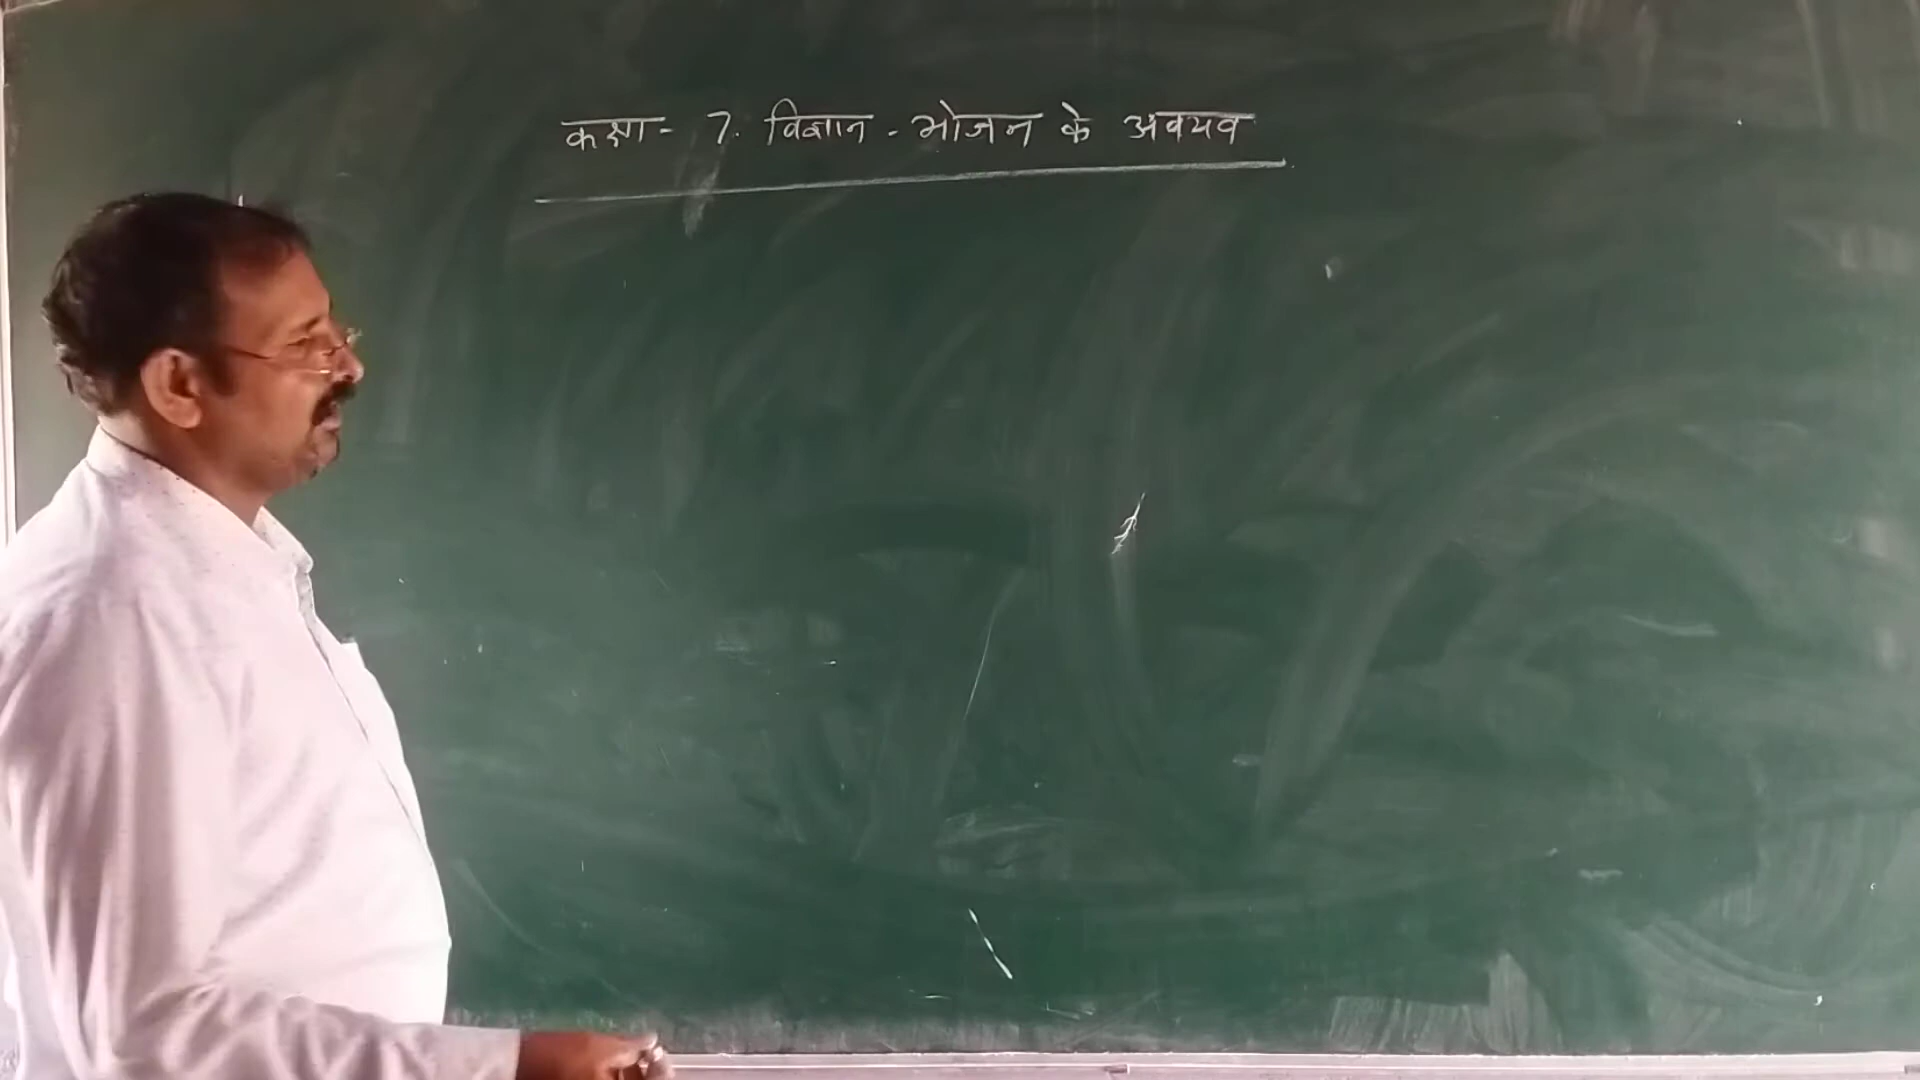 कक्षा - 7. विज्ञान - भोजन के अवयव